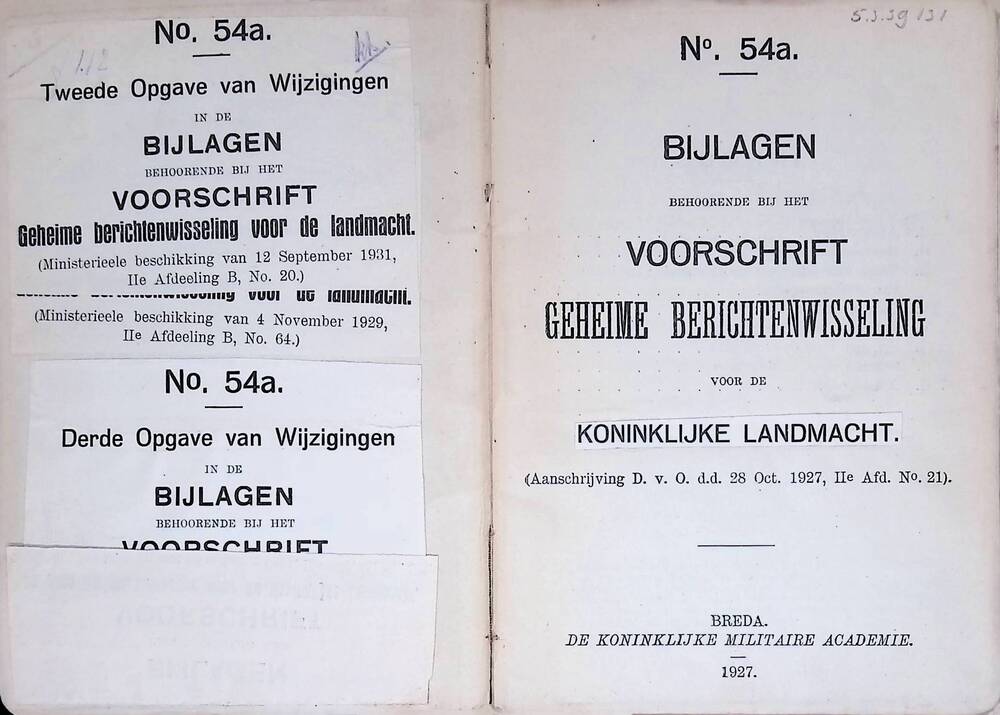 No. 54a.
Tweede Opgave van Wijzigingen
IN DE
BIJLAGEN
BEHOORENDE BIJ HET
VOORSCHRIFT
Geheime berichtenwisseling voor de landmacht.
(Ministerieele beschikking van 12 September 1931,
IIe Afdeeling B, No. 20.)
(Ministerieele beschikking van 4 November 1929,
IIe Afdeeling B, No. 64.)
No. 54a.
Derde Opgave van Wijzigingen
IN DE
BIJLAGEN
BEHOORENDE BIJ HET
VOORSCHRIFT
No. 54a.
BIJLAGEN
BEHOORENDE BIJ HET
VOORSCHRIFT
GEHEIME BERICHTENWISSELING
VOOR DE
KONINKLIJKE LANDMACHT.
(Aanschrijving D. v. O. d.d. 28 Oct. 1927, IIe Afd. No. 21).
BREDA.
DE KONINKLIJKE MILITAIRE ACADEMIE.
1927.